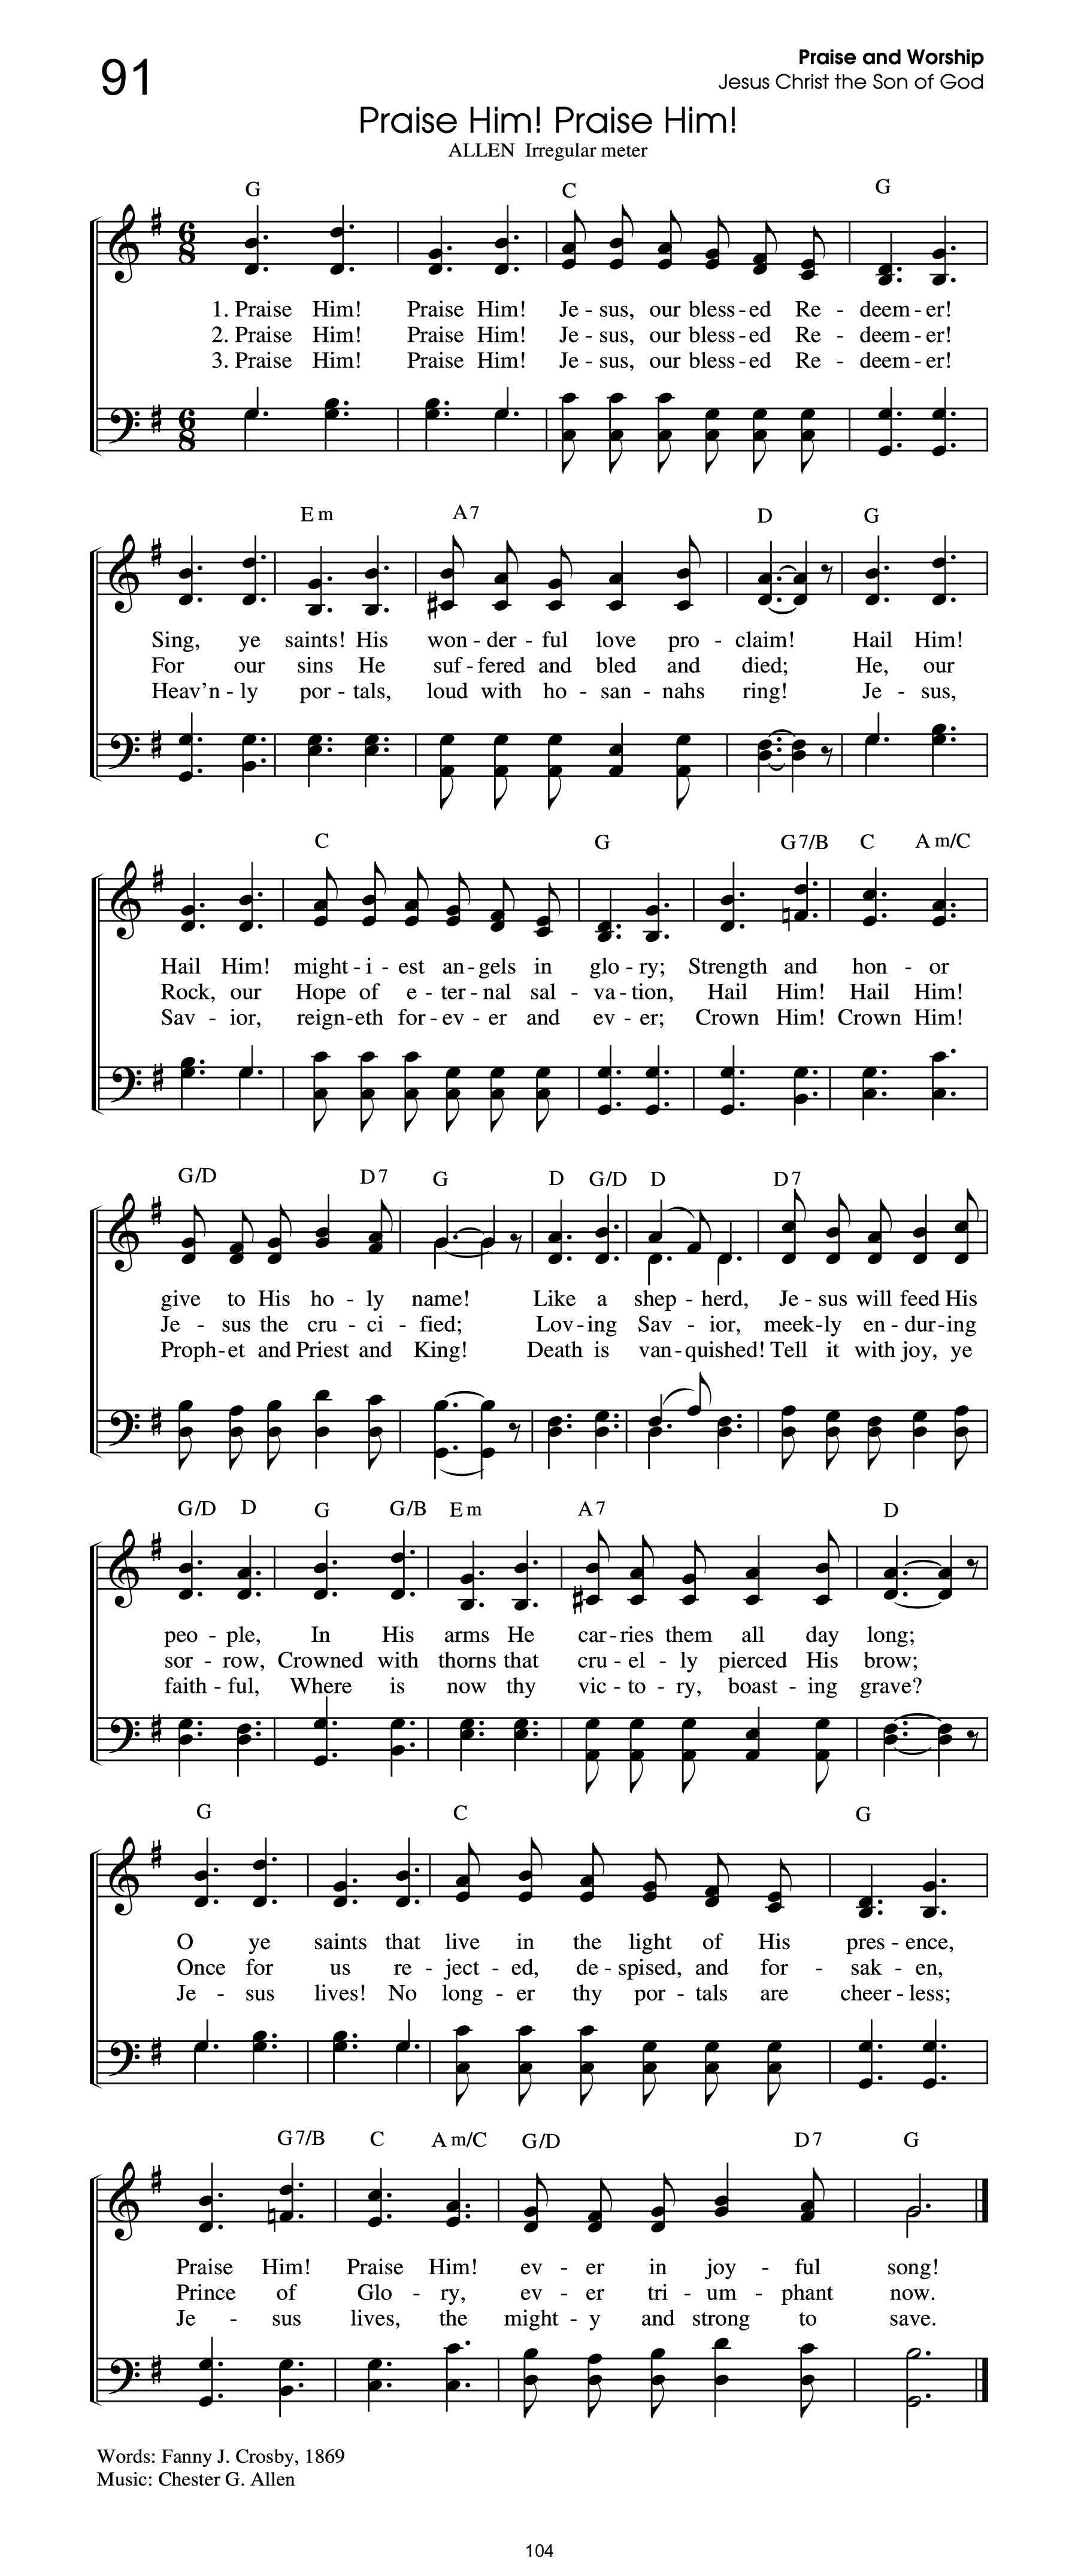 91
Praise and Worship
Jesus Christ the Son of God
Praise Him! Praise Him!
ALLEN Irregular meter
G C G
6 8
1. Praise Him! Praise Him! Je - sus, our bless - ed Re - deem - er!
2. Praise Him! Praise Him! Je - sus, our bless - ed Re - deem - er!
3. Praise Him! Praise Him! Je - sus, our bless - ed Re - deem - er!
6 8
Em A7 D G
Sing, ye saints! His won - der - ful love pro - claim! Hail Him!
For our sins He suf - fered and bled and died; He, our
Heav'n - ly por - tals, loud with ho - san - nahs ring! Je - sus,
C G G7/B C Am/C
Hail Him! might - i - est an - gels in glo - ry; Strength and hon - or
Rock, our Hope of e - ter - nal sal - va - tion, Hail Him! Hail Him!
Sav - ior, reign - eth for - ev - er and ev - er; Crown Him! Crown Him!
G/D D7 G D G/D D D7
give to His ho - ly name! Like a shep - herd, Je - sus will feed His
Je - sus the cru - ci - fied; Lov - ing Sav - ior, meek - ly en - dur - ing
Proph - et and Priest and King! Death is van - quished! Tell it with joy, ye
G/D D G G/B Em A7 D
peo - ple, In His arms He car - ries them all day long;
sor - row, Crowned with thorns that cru - el - ly pierced His brow;
faith - ful, Where is now thy vic - to - ry, boast - ing grave?
G C G
O ye saints that live in the light of His pres - ence,
Once for us re - ject - ed, de - spised, and for - sak - en,
Je - sus lives! No long - er thy por - tals are cheer - less;
G7/B C Am/C G/D D7 G
Praise Him! Praise Him! ev - er in joy - ful song!
Prince of Glo - ry, ev - er tri - um - phant now.
Je - sus lives, the might - y and strong to save.
Words: Fanny J. Crosby, 1869
Music: Chester G. Allen
104